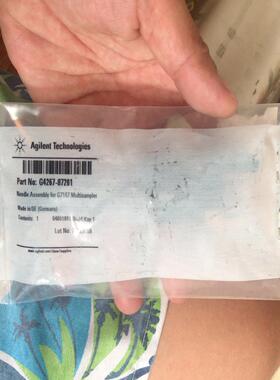 Agilent Technologies
Part No: G4267-87201
Needle Assembly for G7167 Multisampler
Made in DE (Germany)
Contents: 1
Lot No.